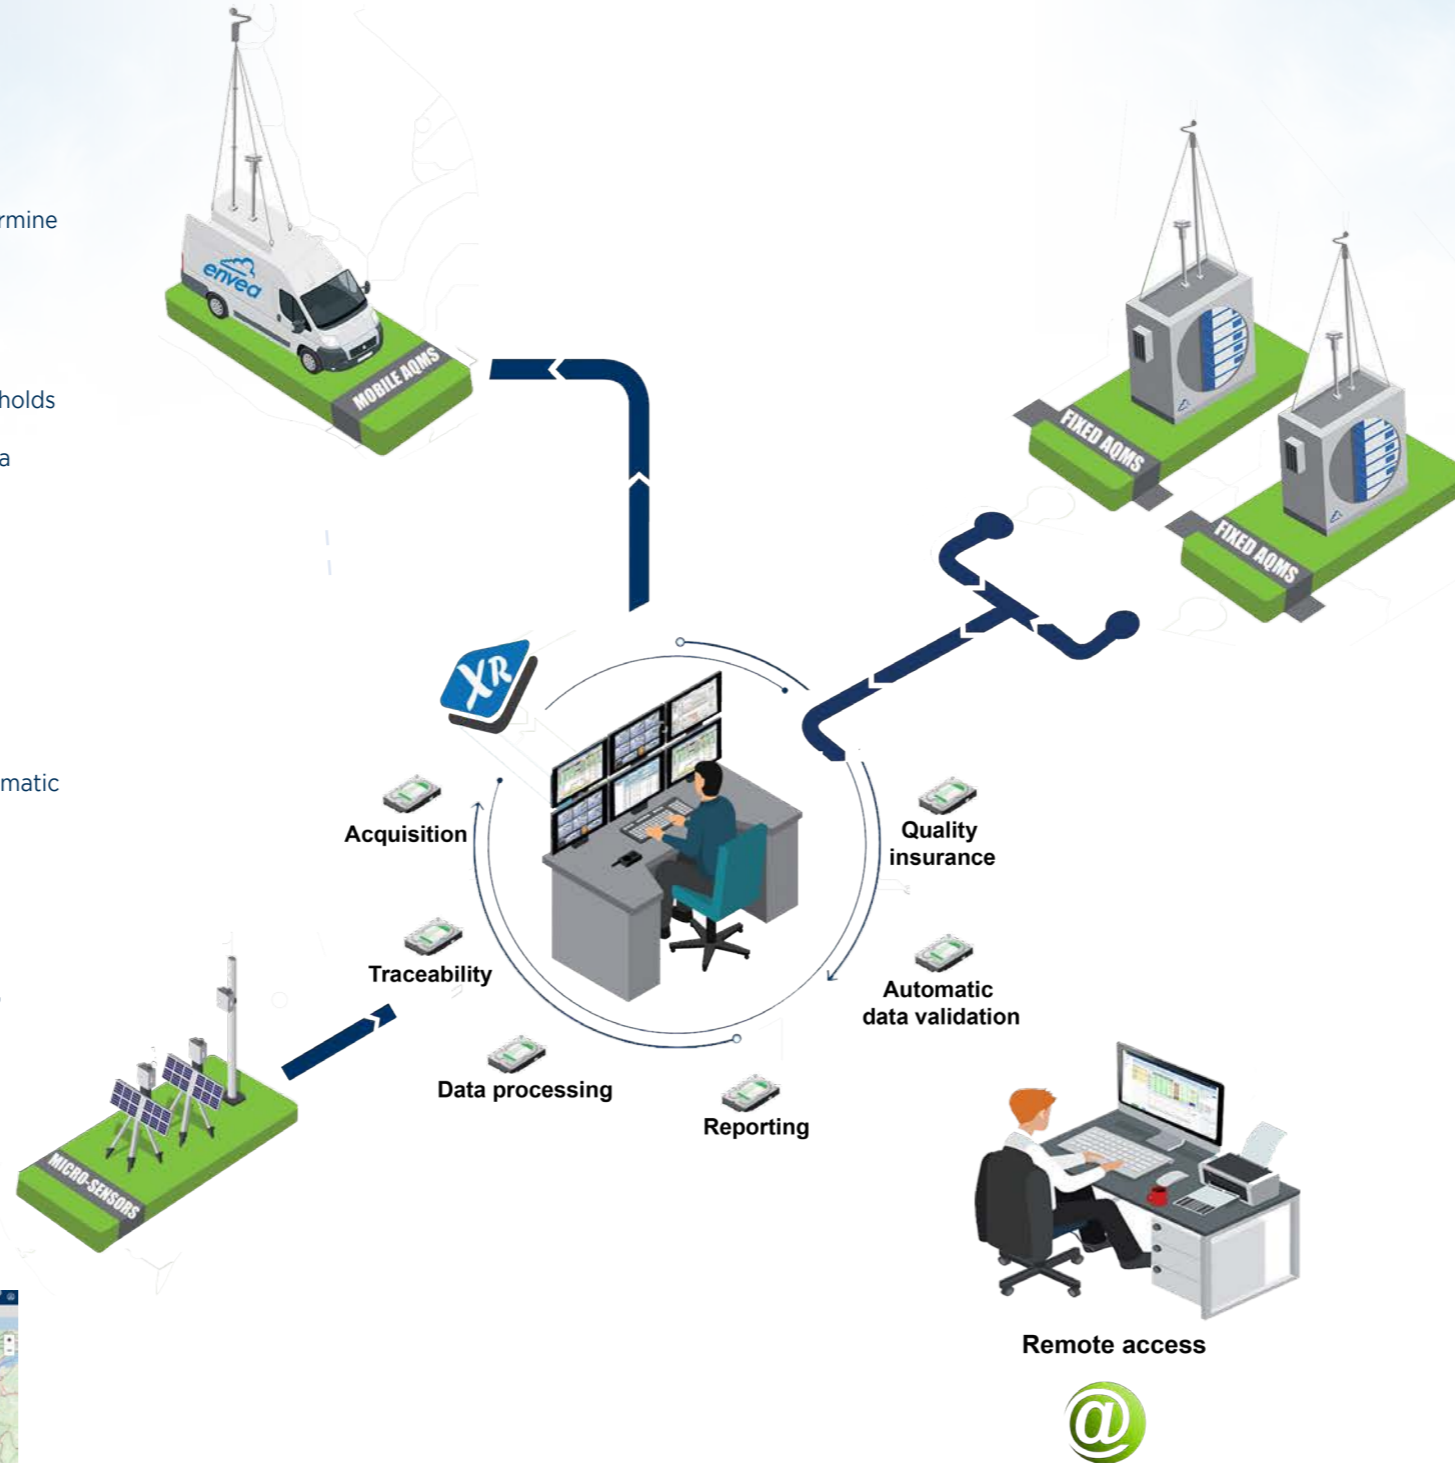 rmine
envea
MOBILE AQMS
holds
a
FIXED AQMS
FIXED AQMS
XR
matic
Acquisition
Quality
insurance
Traceability
Automatic
data validation
Data processing
Reporting
MICRO-SENSORS
Remote access
@